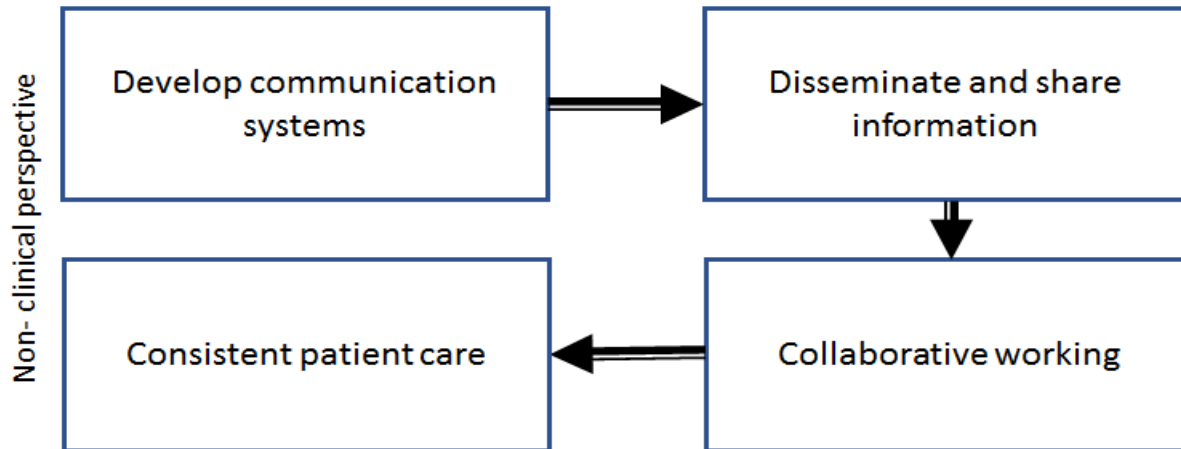 Non- clinical perspective
Develop communication
systems
Disseminate and share
information
Consistent patient care
Collaborative working